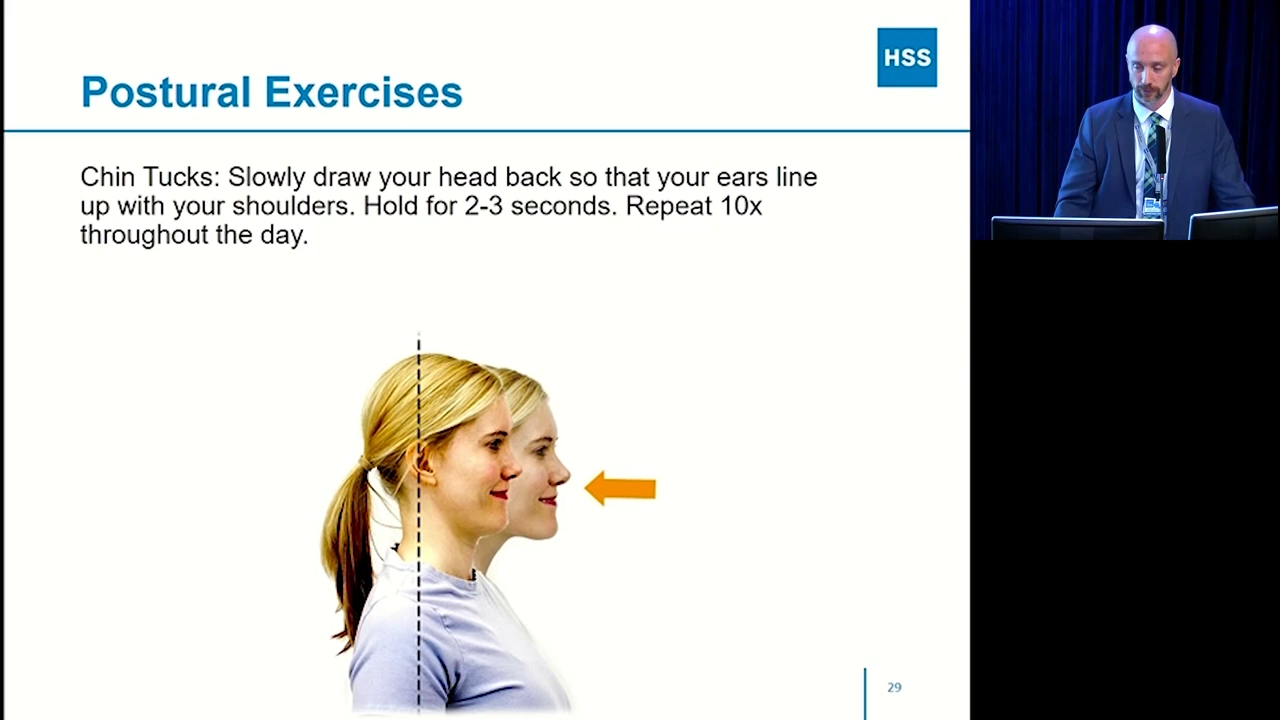 HSS
Postural Exercises
Chin Tucks: Slowly draw your head back so that your ears line
up with your shoulders. Hold for 2-3 seconds. Repeat 10x
throughout the day.
29